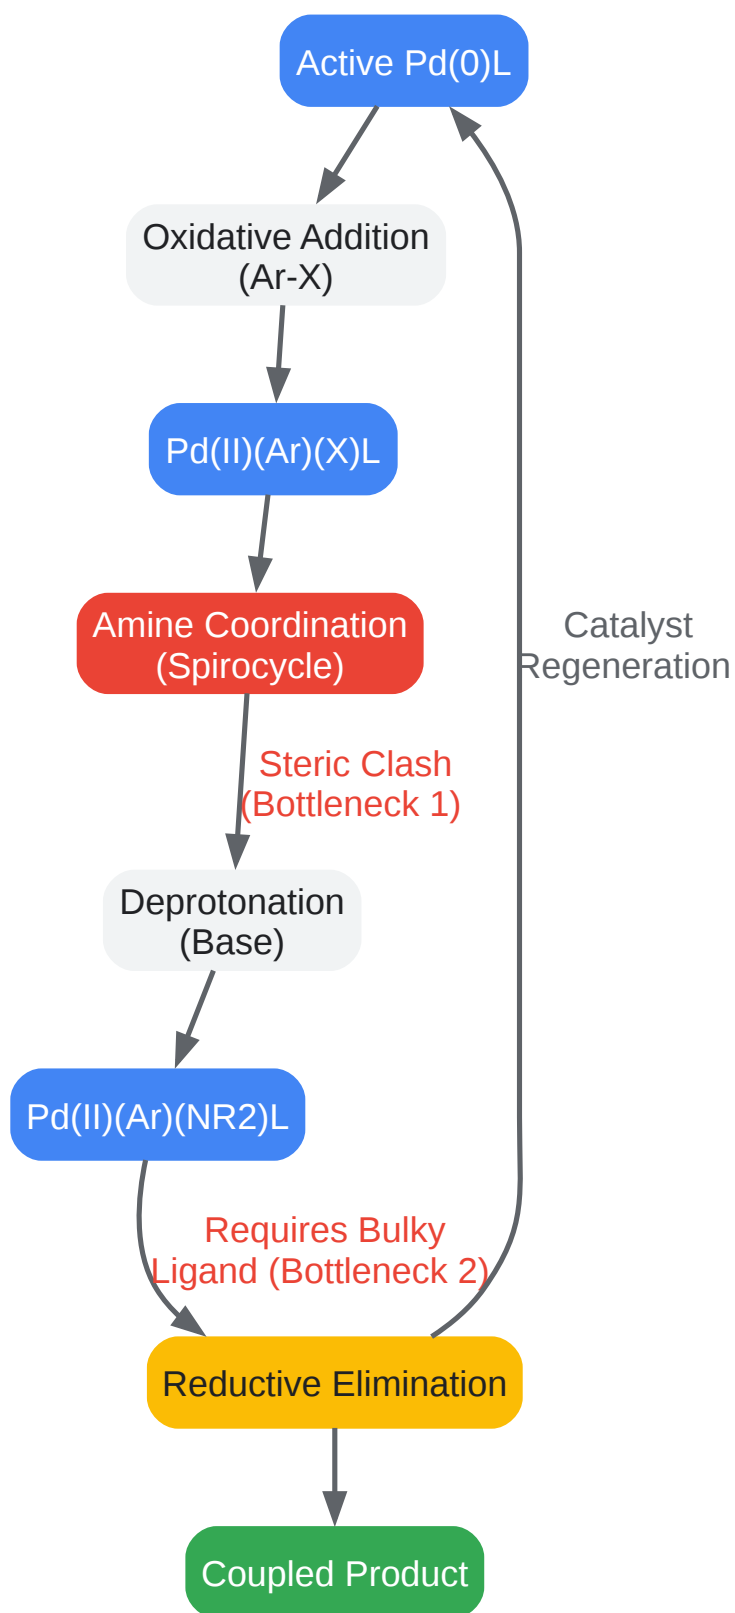 Active Pd(0)L
Oxidative Addition
(Ar-X)
Pd(II)(Ar)(X)L
Amine Coordination
(Spirocycle)
Catalyst
Regeneration
Steric Clash
(Bottleneck 1)
Deprotonation
(Base)
Pd(II)(Ar)(NR2)L
Requires Bulky
Ligand (Bottleneck 2)
Reductive Elimination
Coupled Product